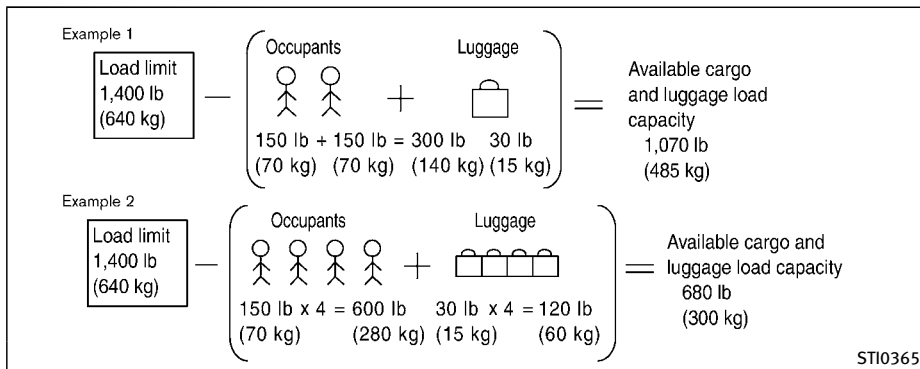 Example 1
Load limit
1,400 lb
(640 kg)
—
Occupants
+
Luggage
150 lb + 150 lb = 300 lb 30 lb
(70 kg) (70 kg) (140 kg) (15 kg)
=
Available cargo
and luggage load
capacity
1,070 lb
(485 kg)
Example 2
Load limit
1,400 lb
(640 kg)
—
Occupants
+
Luggage
150 lb x 4 = 600 lb 30 lb x 4 = 120 lb
(70 kg) (280 kg) (15 kg) (60 kg)
=
Available cargo and
luggage load capacity
680 lb
(300 kg)
STI0365